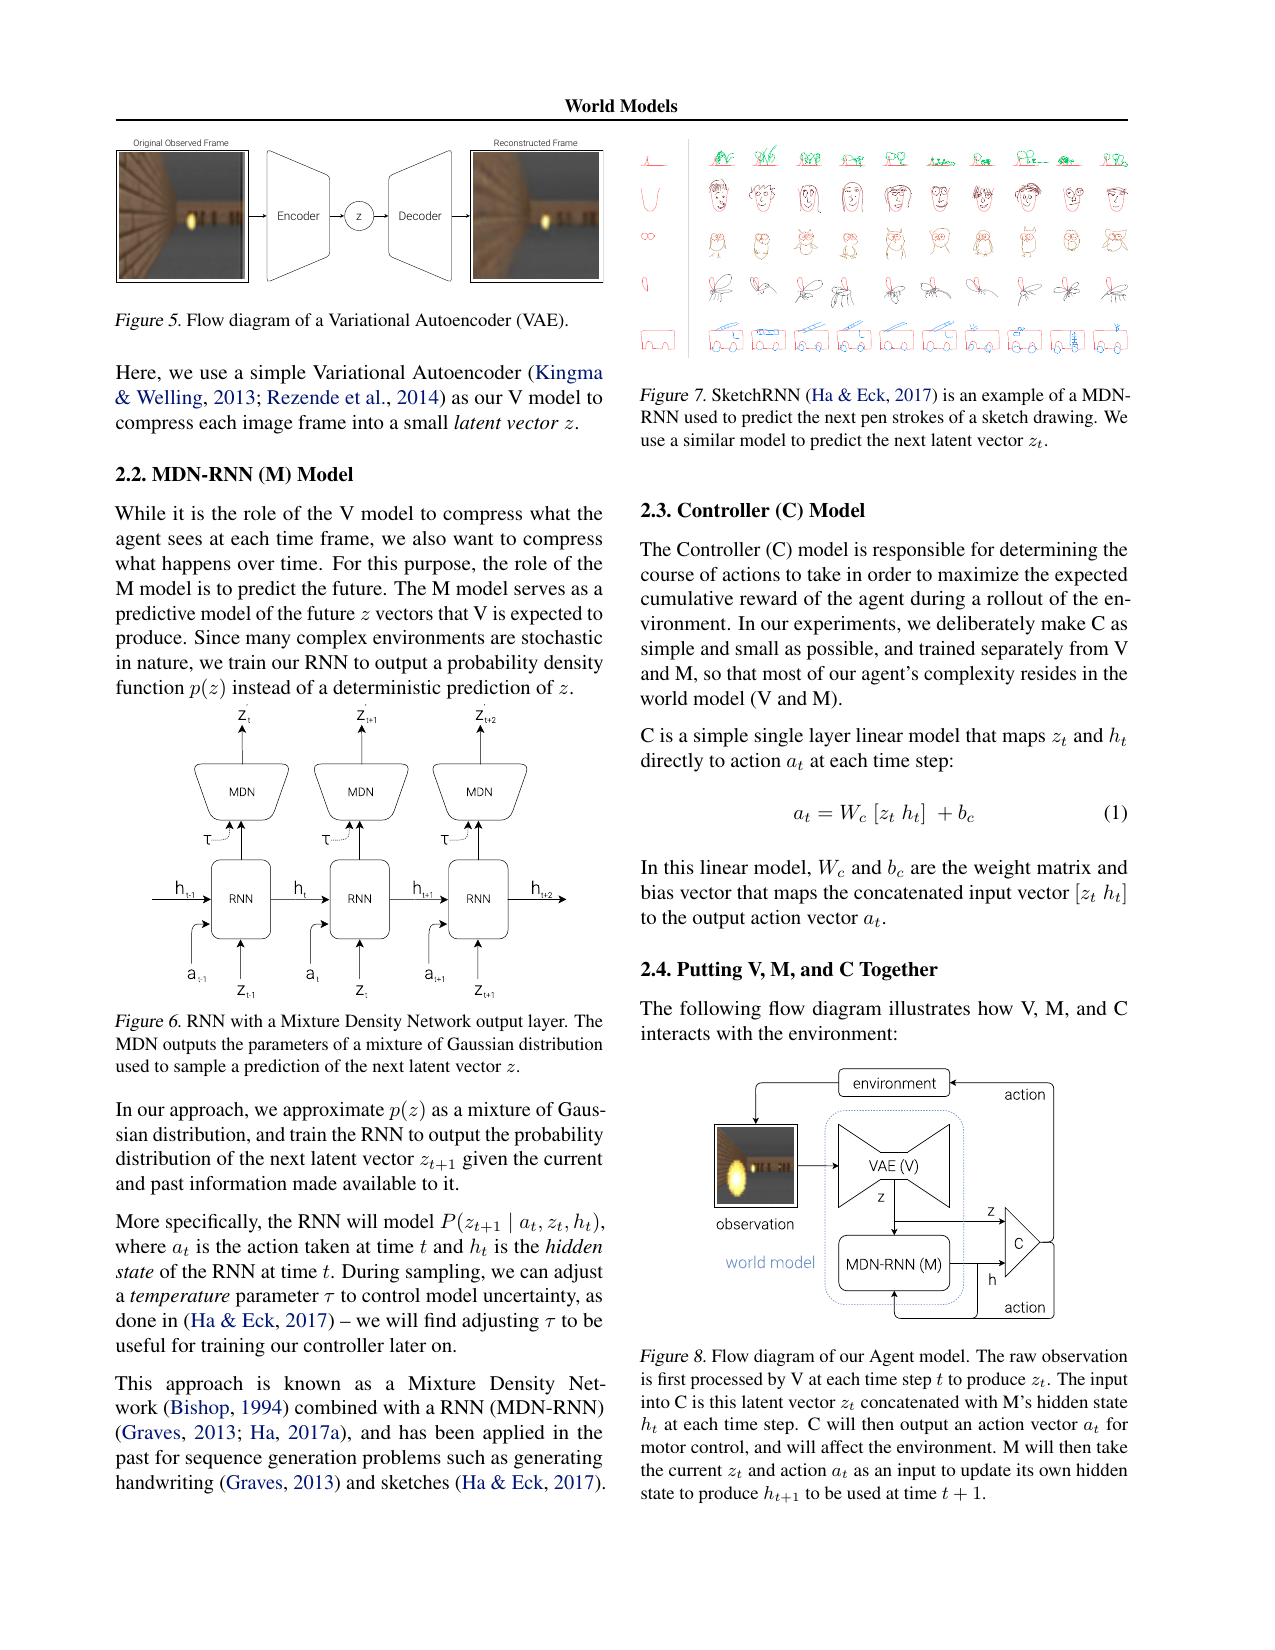 World Models
Original Observed Frame
Reconstructed Frame
Encoder
z
Decoder
Figure 5. Flow diagram of a Variational Autoencoder (VAE).
Here, we use a simple Variational Autoencoder (Kingma
& Welling, 2013; Rezende et al., 2014) as our V model to
compress each image frame into a small latent vector z.
2.2. MDN-RNN (M) Model
While it is the role of the V model to compress what the
agent sees at each time frame, we also want to compress
what happens over time. For this purpose, the role of the
M model is to predict the future. The M model serves as a
predictive model of the future z vectors that V is expected to
produce. Since many complex environments are stochastic
in nature, we train our RNN to output a probability density
function p(z) instead of a deterministic prediction of z.
z_t z_{t+1} z_{t+2}
MDN MDN MDN
τ τ τ
h_{t-1} RNN h_t RNN h_{t+1} RNN h_{t+2}
a_{t-1} a_t a_{t+1}
z_{t-1} z_t z_{t+1}
Figure 6. RNN with a Mixture Density Network output layer. The
MDN outputs the parameters of a mixture of Gaussian distribution
used to sample a prediction of the next latent vector z.
In our approach, we approximate p(z) as a mixture of Gaus-
sian distribution, and train the RNN to output the probability
distribution of the next latent vector z_{t+1} given the current
and past information made available to it.
More specifically, the RNN will model P(z_{t+1} | a_t, z_t, h_t),
where a_t is the action taken at time t and h_t is the hidden
state of the RNN at time t. During sampling, we can adjust
a temperature parameter τ to control model uncertainty, as
done in (Ha & Eck, 2017) – we will find adjusting τ to be
useful for training our controller later on.
This approach is known as a Mixture Density Net-
work (Bishop, 1994) combined with a RNN (MDN-RNN)
(Graves, 2013; Ha, 2017a), and has been applied in the
past for sequence generation problems such as generating
handwriting (Graves, 2013) and sketches (Ha & Eck, 2017).
Figure 7. SketchRNN (Ha & Eck, 2017) is an example of a MDN-
RNN used to predict the next pen strokes of a sketch drawing. We
use a similar model to predict the next latent vector z_t.
2.3. Controller (C) Model
The Controller (C) model is responsible for determining the
course of actions to take in order to maximize the expected
cumulative reward of the agent during a rollout of the en-
vironment. In our experiments, we deliberately make C as
simple and small as possible, and trained separately from V
and M, so that most of our agent's complexity resides in the
world model (V and M).
C is a simple single layer linear model that maps z_t and h_t
directly to action a_t at each time step:
a_t = W_c [z_t h_t] + b_c (1)
In this linear model, W_c and b_c are the weight matrix and
bias vector that maps the concatenated input vector [z_t h_t]
to the output action vector a_t.
2.4. Putting V, M, and C Together
The following flow diagram illustrates how V, M, and C
interacts with the environment:
environment
action
VAE (V)
z
observation
z
C
world model
MDN-RNN (M)
h
action
Figure 8. Flow diagram of our Agent model. The raw observation
is first processed by V at each time step t to produce z_t. The input
into C is this latent vector z_t concatenated with M's hidden state
h_t at each time step. C will then output an action vector a_t for
motor control, and will affect the environment. M will then take
the current z_t and action a_t as an input to update its own hidden
state to produce h_{t+1} to be used at time t + 1.